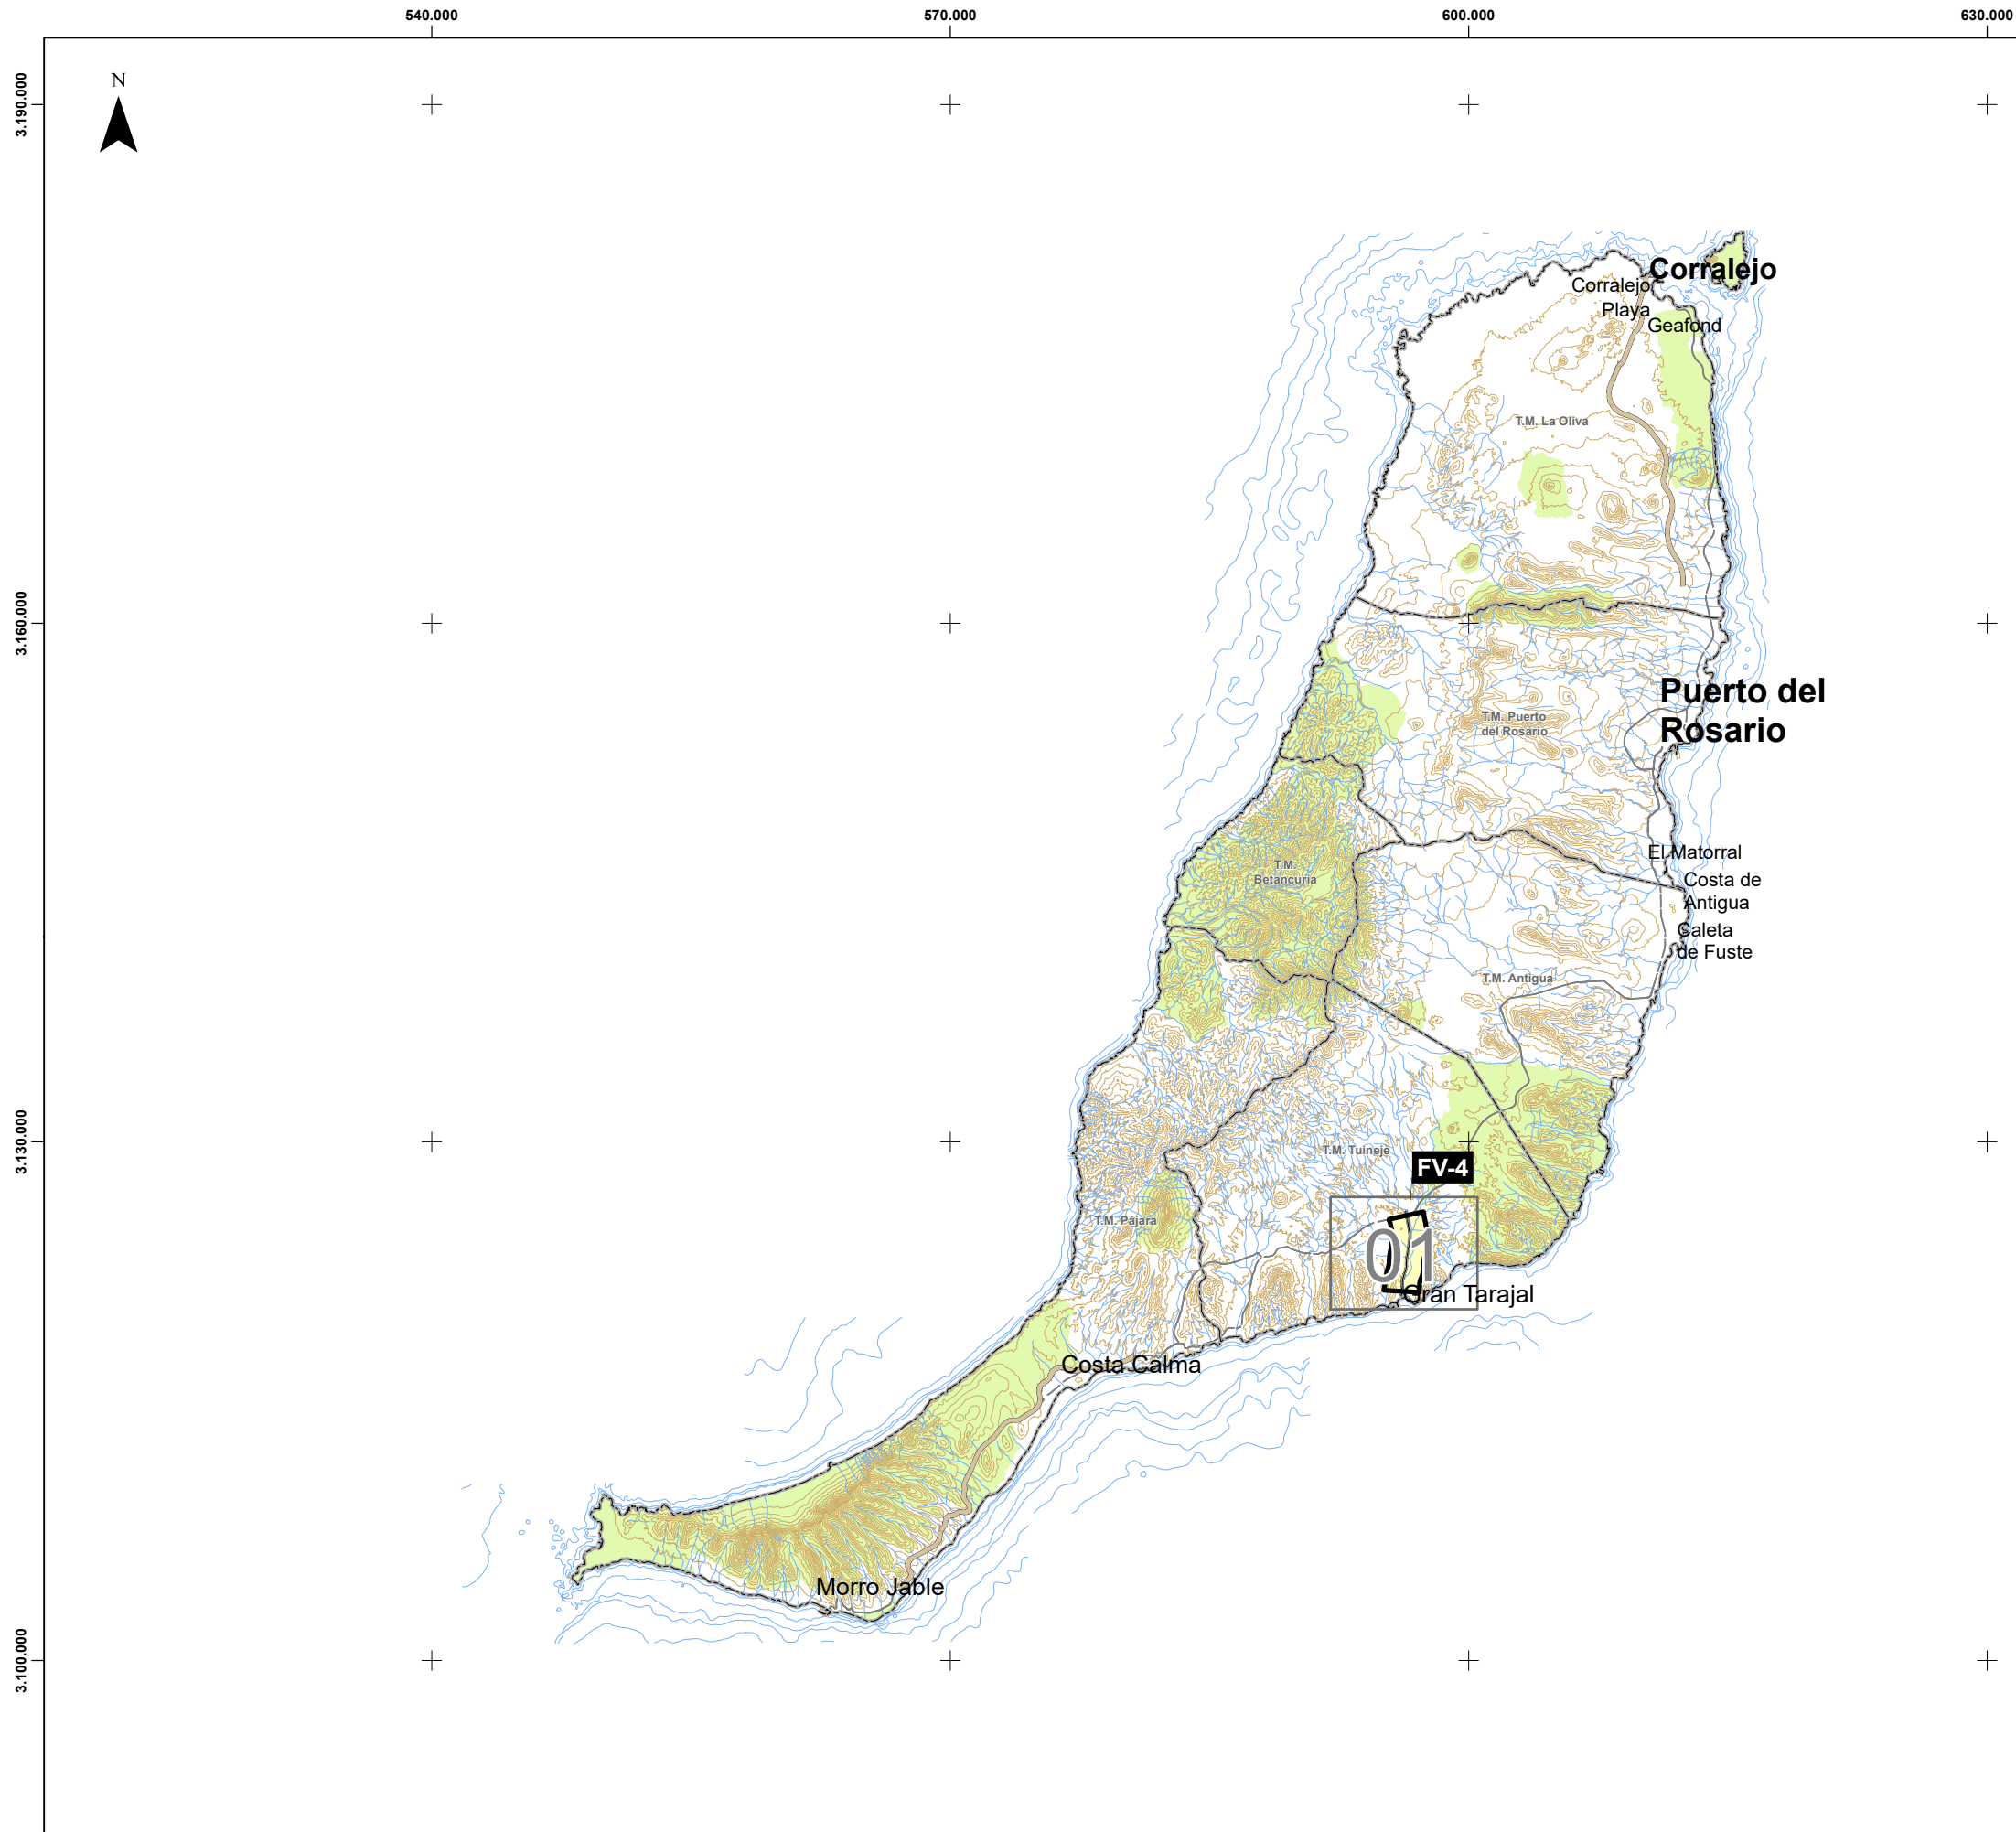 540.000
570.000
600.000
630.000
3.190.000
N
Corralejo
Corralejo
Playa
Geafond
T.M. La Oliva
3.160.000
Puerto del
Rosario
T.M. Puerto
del Rosario
El Matorral
T.M.
Betancuria
Costa de
Antigua
Caleta
de Fuste
T.M. Antigua
3.130.000
T.M. Tuineje
FV-4
T.M. Pájara
01
Gran Tarajal
Costa Calma
Morro Jable
3.100.000